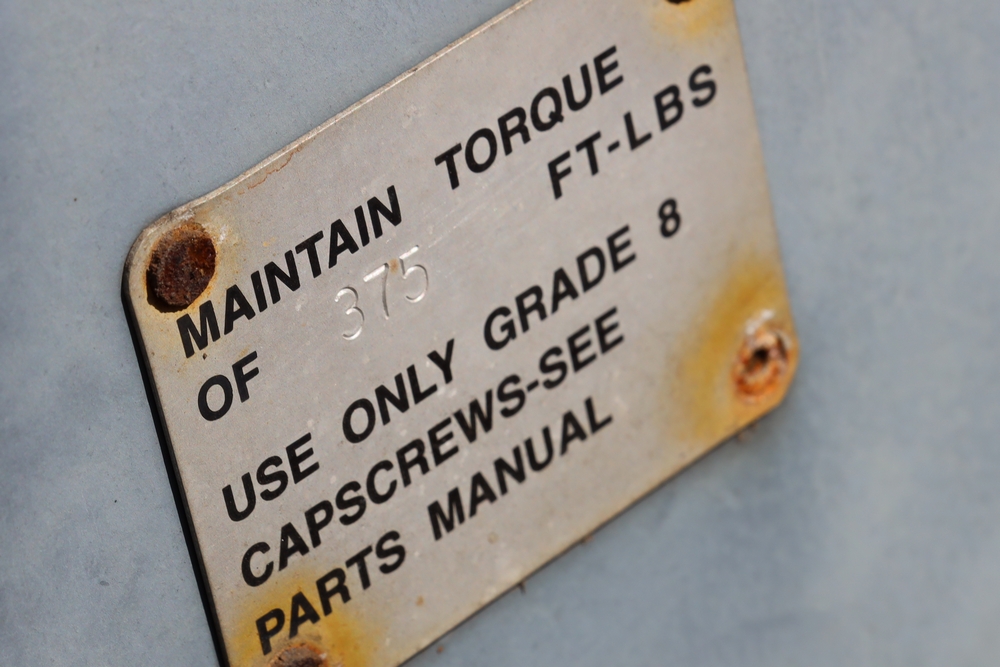 MAINTAIN TORQUE
OF 375 FT-LBS
USE ONLY GRADE 8
CAPSCREWS-SEE
PARTS MANUAL